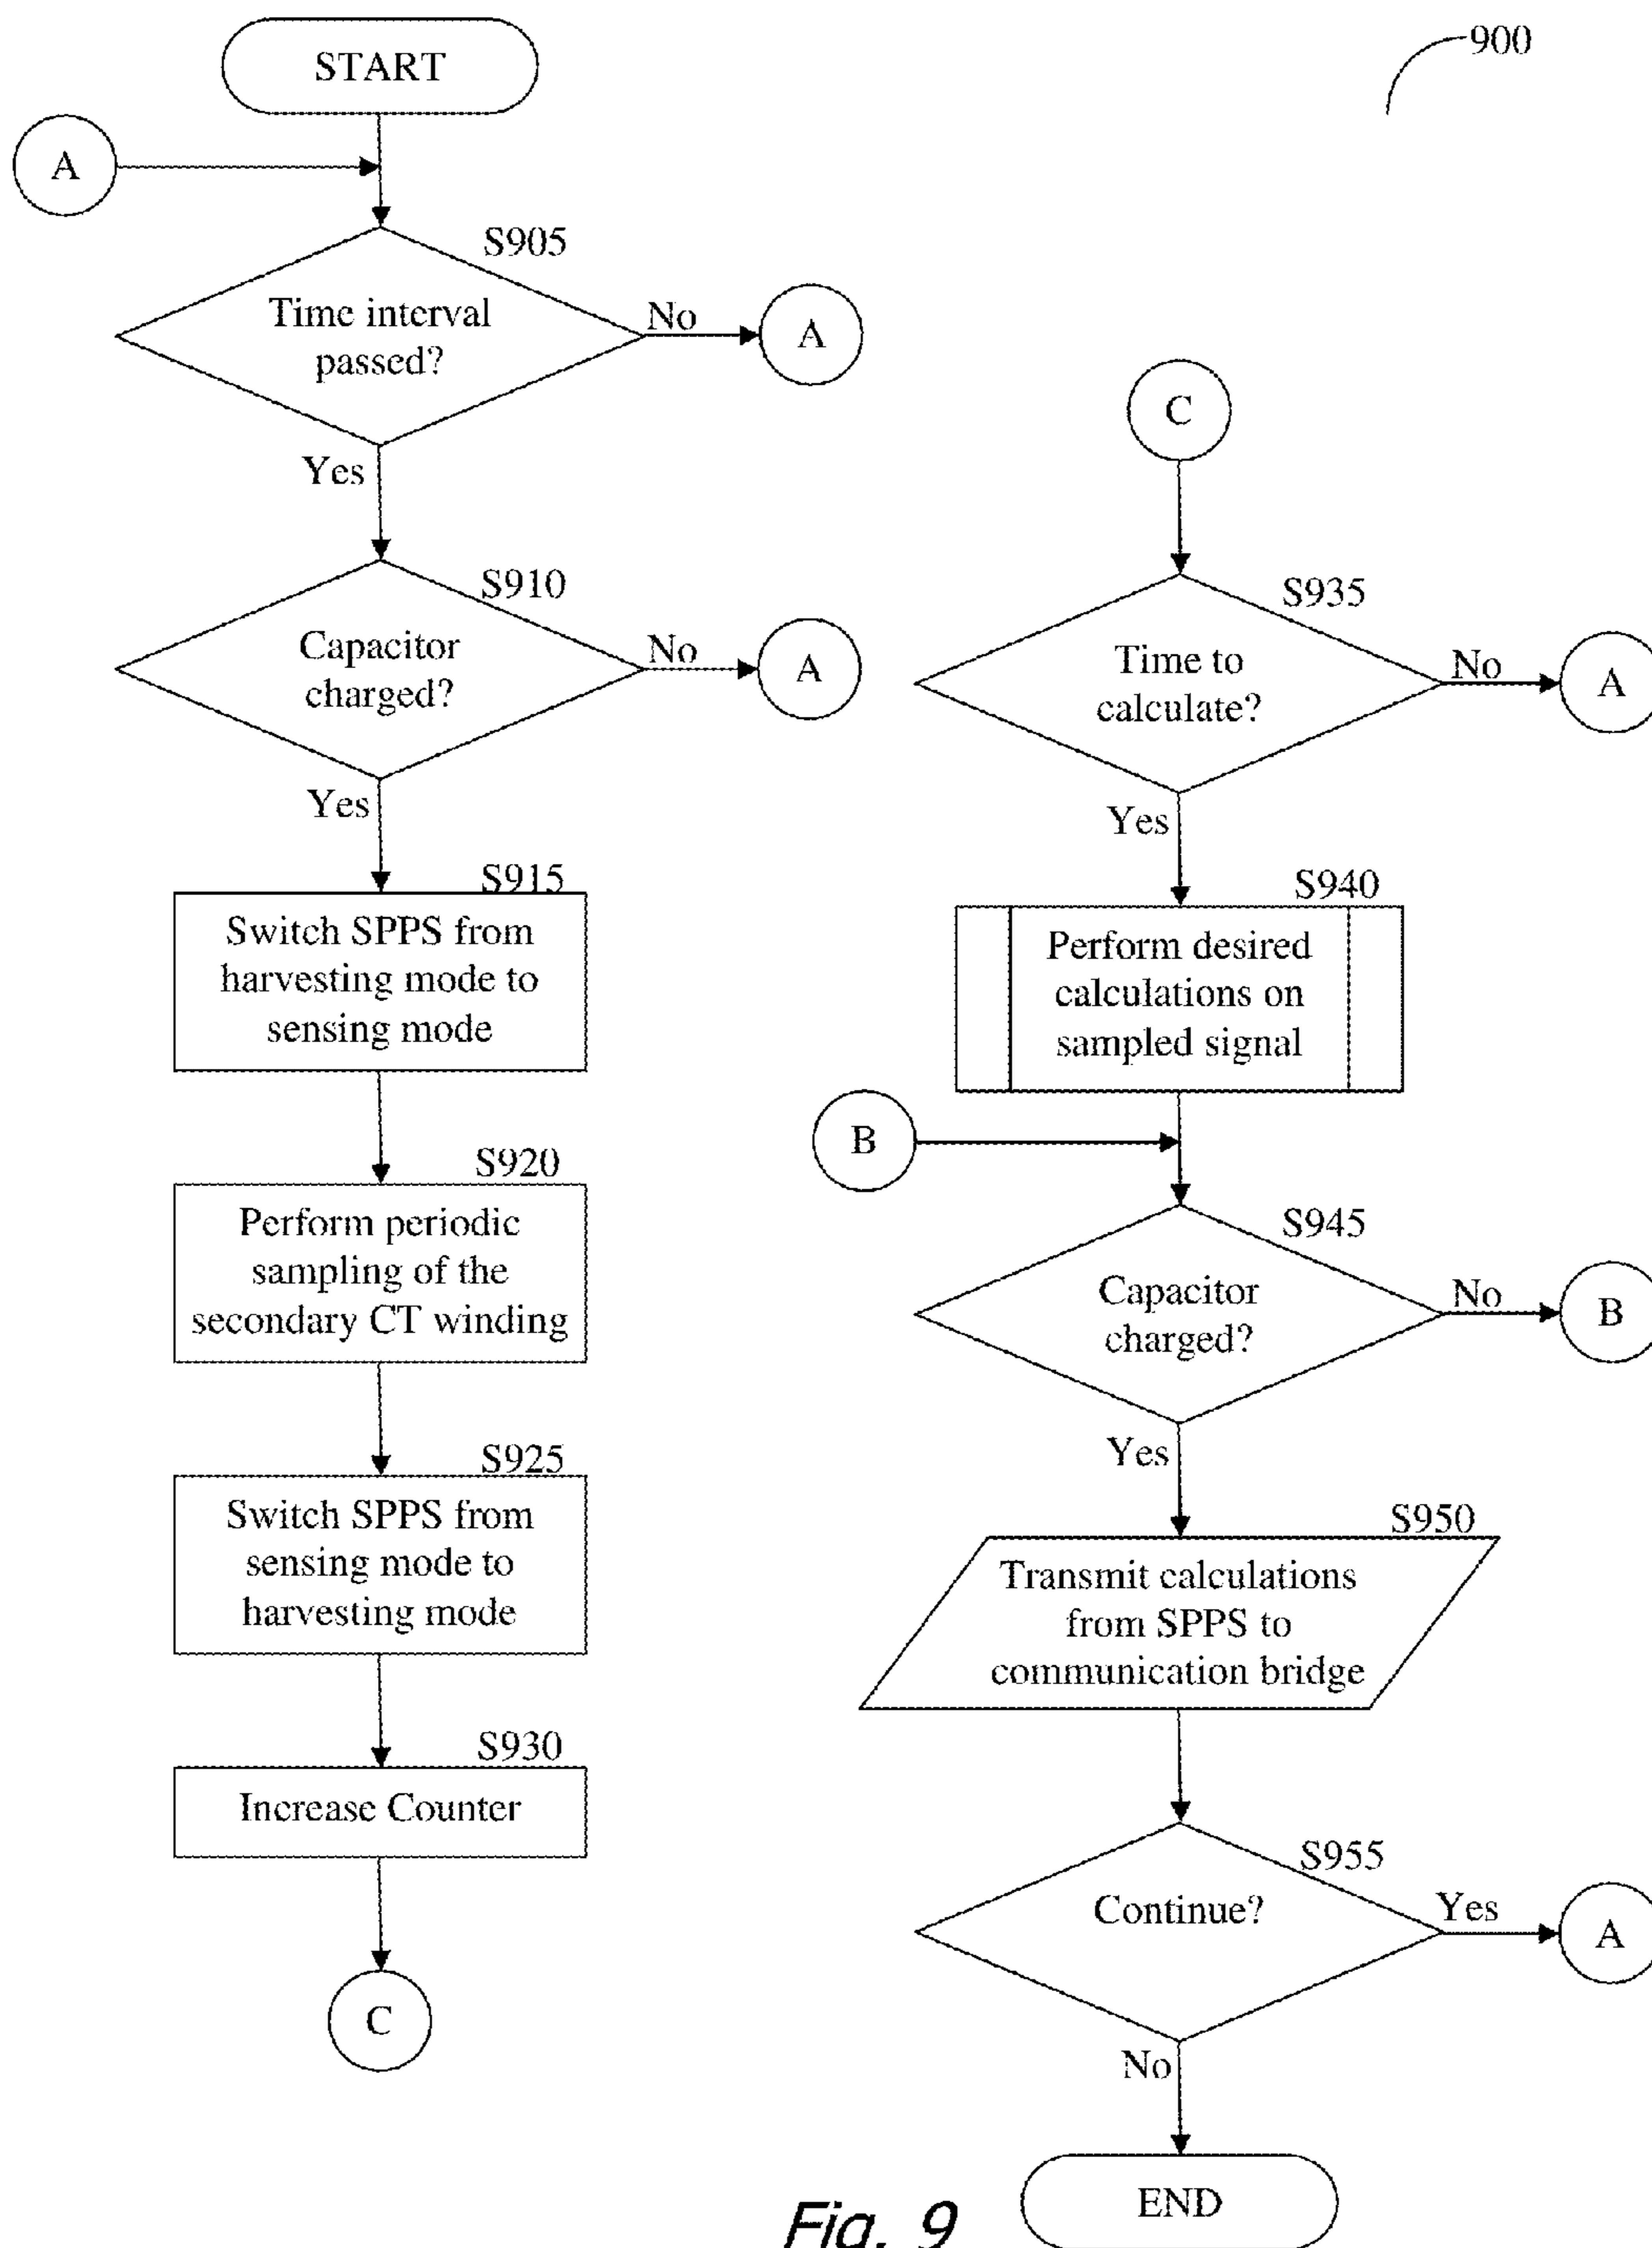 900
START
A
S905
Time interval
passed?
No
A
Yes
S910
Capacitor
charged?
No
A
Yes
S915
Switch SPPS from
harvesting mode to
sensing mode
S920
Perform periodic
sampling of the
secondary CT winding
S925
Switch SPPS from
sensing mode to
harvesting mode
S930
Increase Counter
C
C
S935
Time to
calculate?
No
A
Yes
S940
Perform desired
calculations on
sampled signal
B
S945
Capacitor
charged?
No
B
Yes
S950
Transmit calculations
from SPPS to
communication bridge
S955
Continue?
Yes
A
No
END
Fig. 9